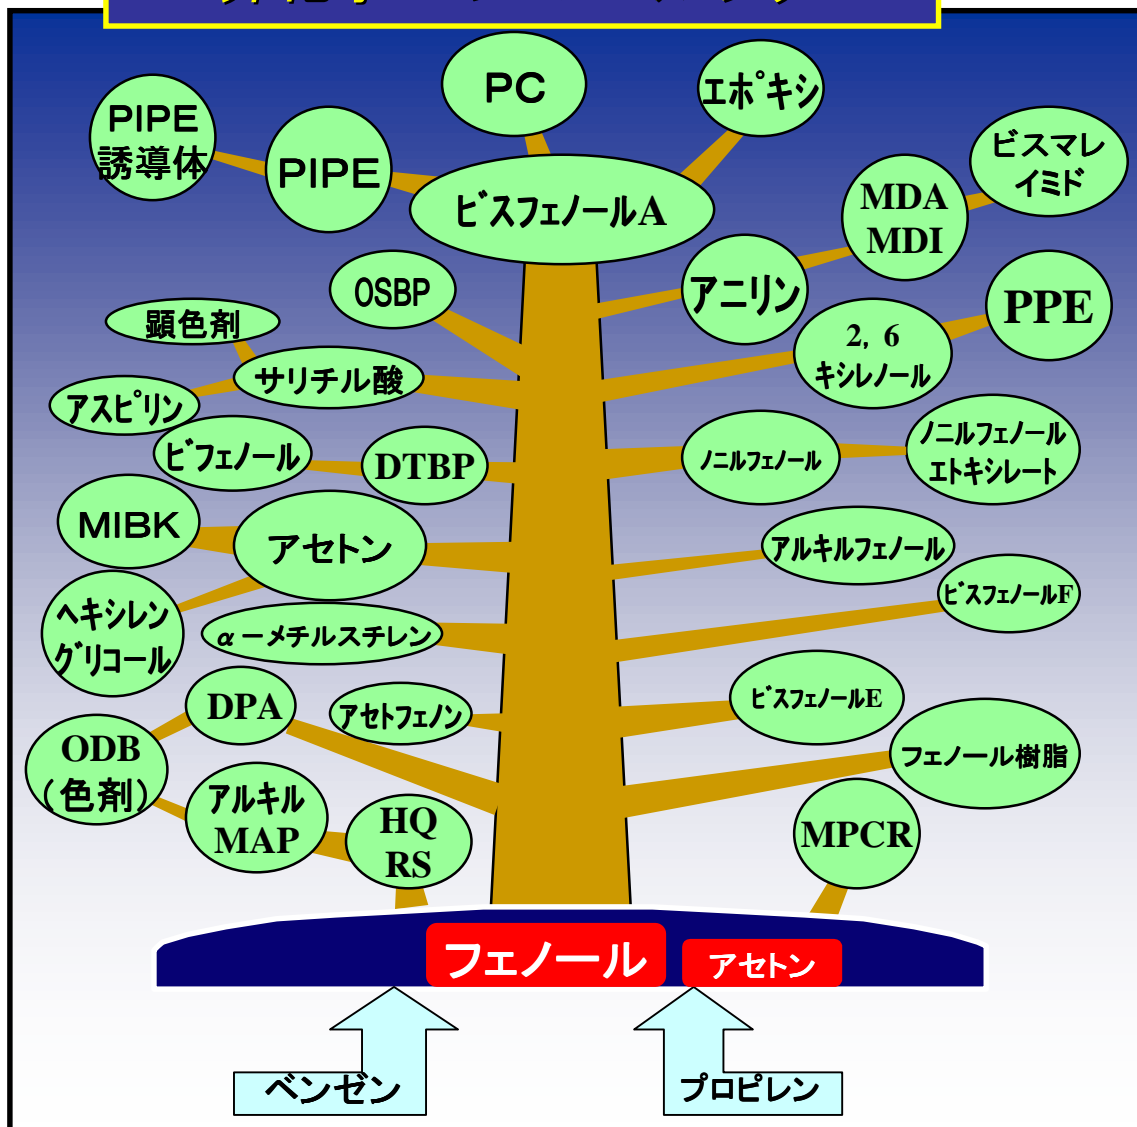 PC
エポキシ
PIPE
誘導体
PIPE
ビスフェノールA
ビスマレ
イミド
MDA
MDI
OSBP
アニリン
PPE
顕色剤
2, 6
キシレノール
サリチル酸
アスピリン
ビフェノール
DTBP
ノニルフェノール
ノニルフェノール
エトキシレート
MIBK
アセトン
アルキルフェノール
ビスフェノールF
ヘキシレン
グリコール
α－メチルスチレン
DPA
アセトフェノン
ビスフェノールE
ODB
(色剤)
フェノール樹脂
アルキル
MAP
HQ
RS
MPCR
フェノール
アセトン
ベンゼン
プロピレン